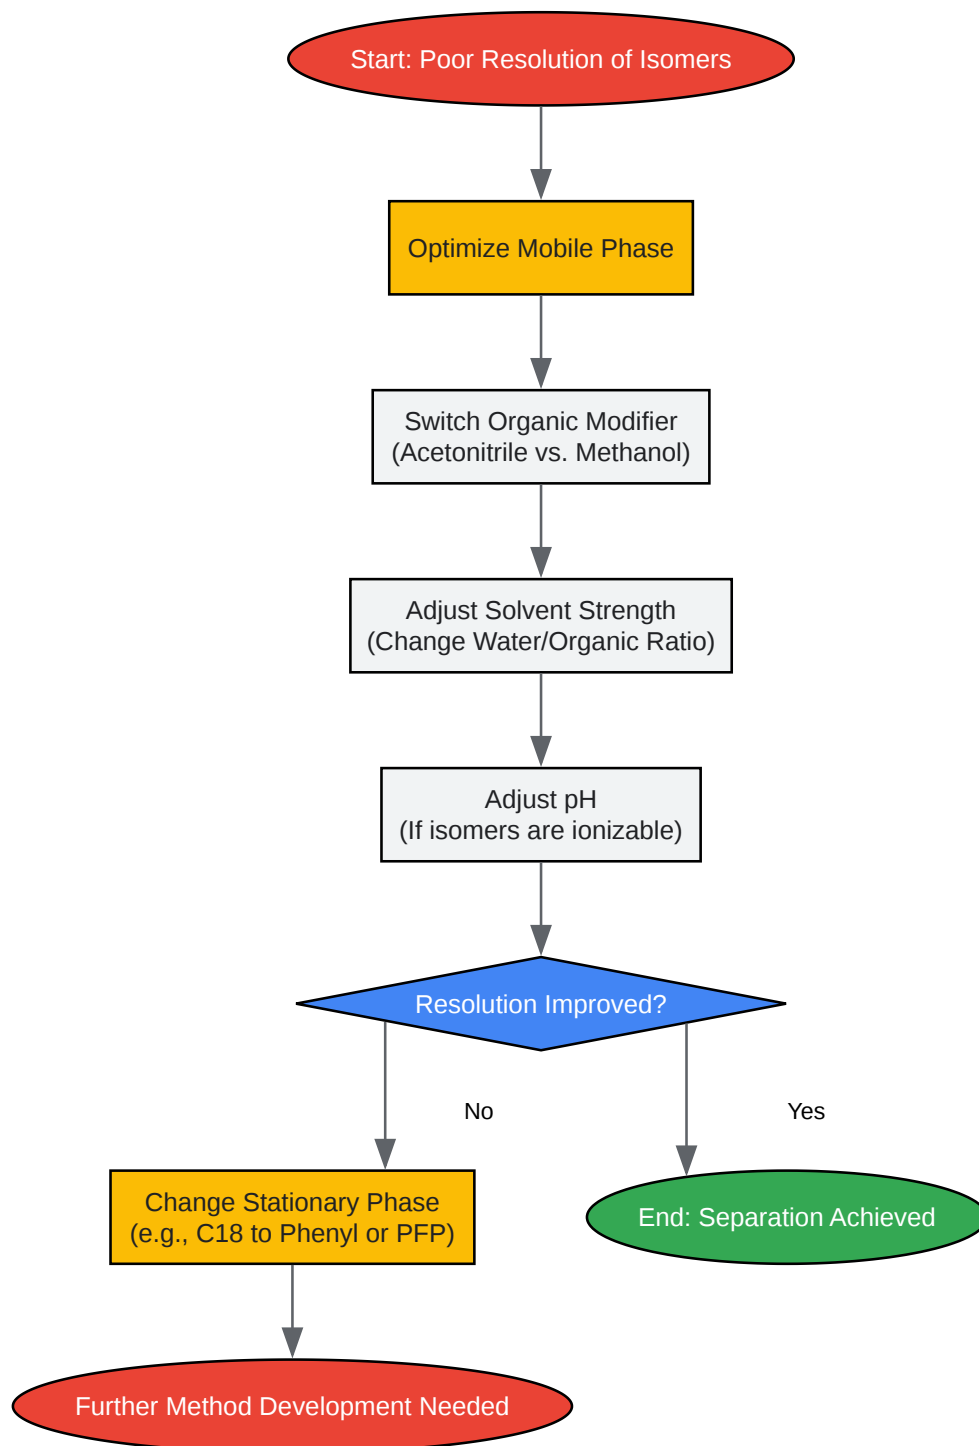 Start: Poor Resolution of Isomers
Optimize Mobile Phase
Switch Organic Modifier
(Acetonitrile vs. Methanol)
Adjust Solvent Strength
(Change Water/Organic Ratio)
Adjust pH
(If isomers are ionizable)
Resolution Improved?
No
Yes
Change Stationary Phase
(e.g., C18 to Phenyl or PFP)
End: Separation Achieved
Further Method Development Needed